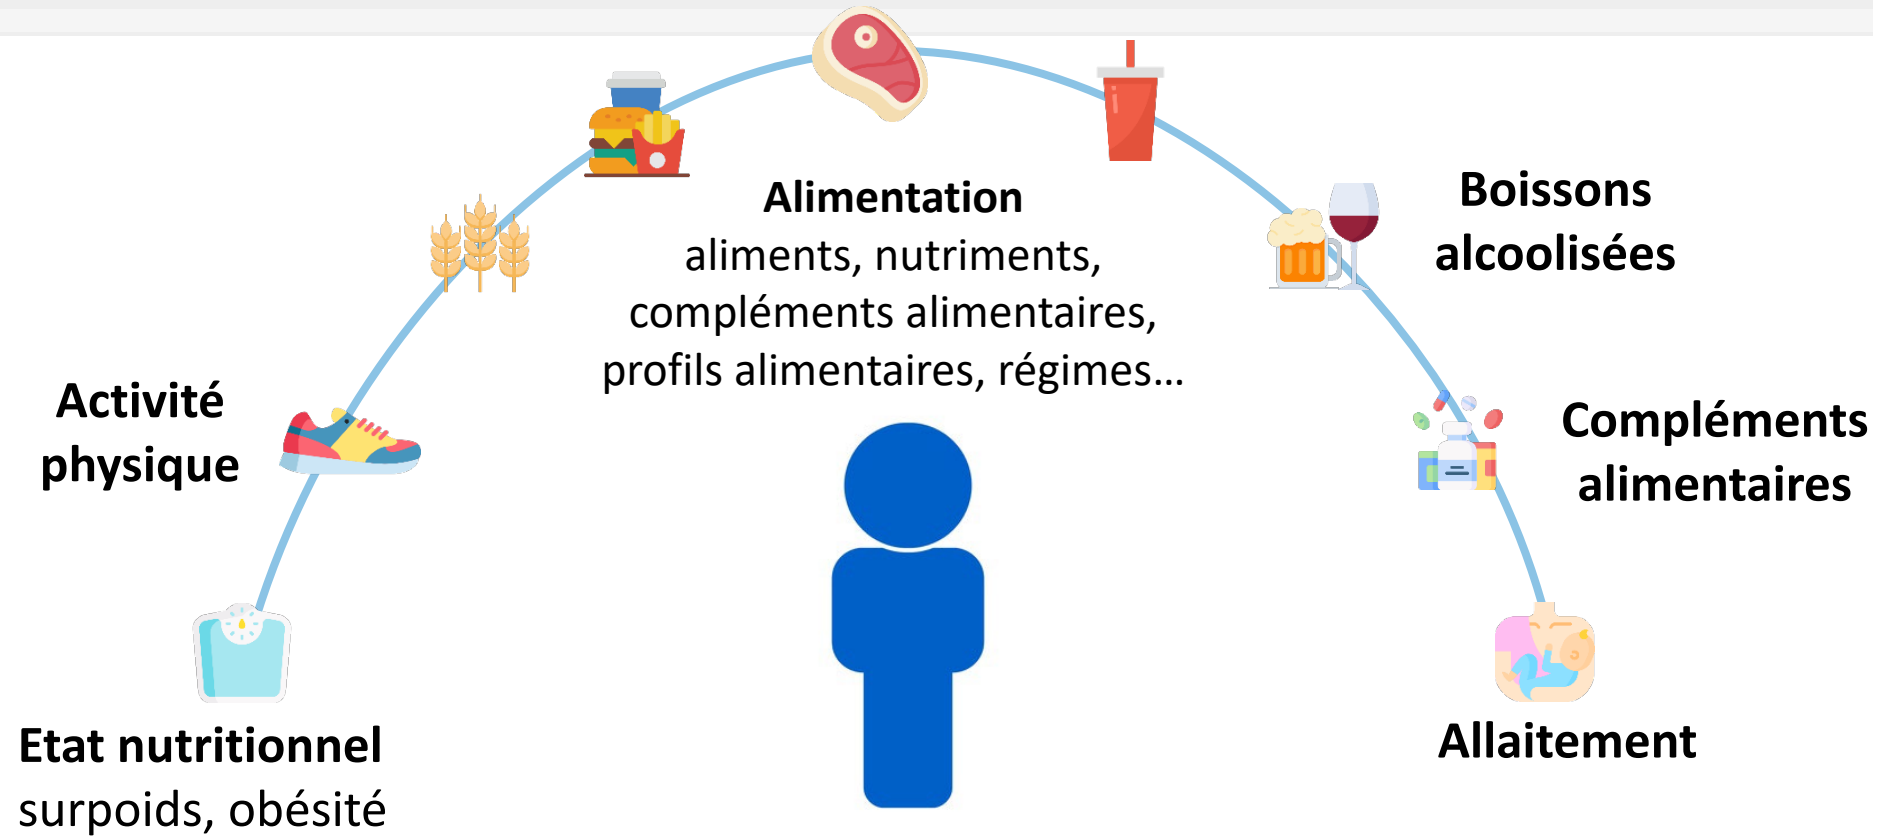 Alimentation
aliments, nutriments,
compléments alimentaires,
profils alimentaires, régimes...
Boissons
alcoolisées
Activité
physique
Compléments
alimentaires
Etat nutritionnel
surpoids, obésité
Allaitement